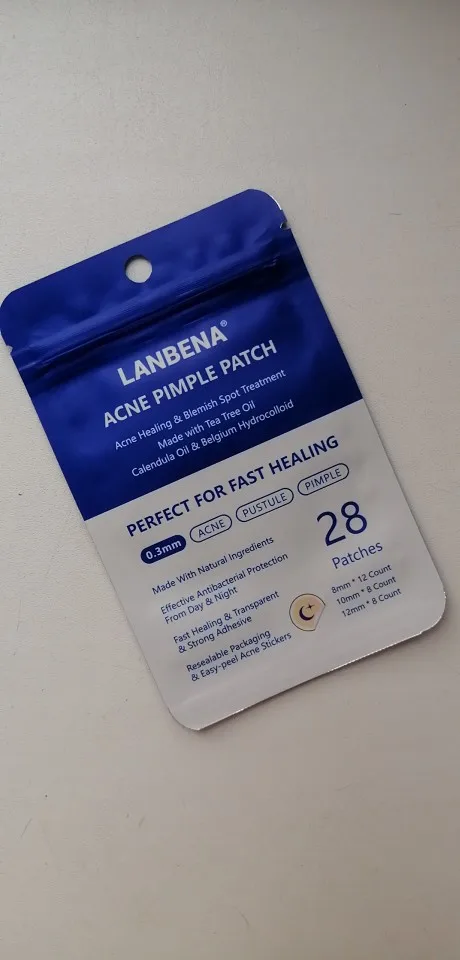 LANBENA®
ACNE PIMPLE PATCH
Acne Healing & Blemish Spot Treatment
Made with Tea Tree Oil
Calendula Oil & Belgium Hydrocolloid
PERFECT FOR FAST HEALING
0.3mm ACNE PUSTULE PIMPLE
Made With Natural Ingredients
Effective Antibacterial Protection
From Day & Night
Fast Healing & Transparent
& Strong Adhesive
Resealable Packaging
& Easy-peel Acne Stickers
28
Patches
8mm * 12 Count
10mm * 8 Count
12mm * 8 Count